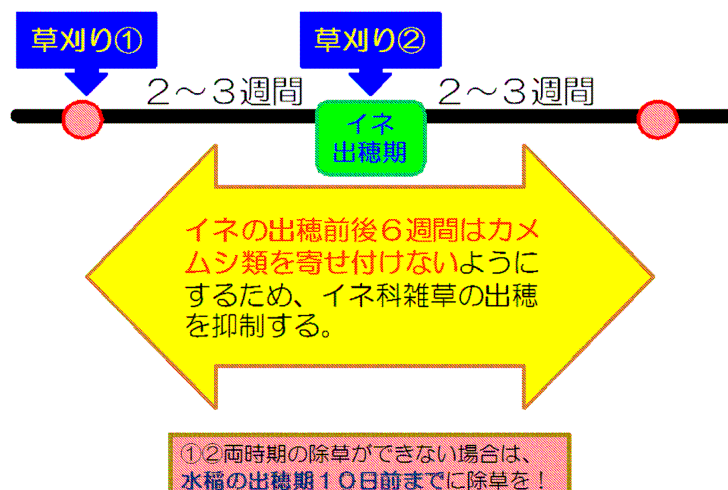 草刈り① 草刈り②
２～３週間 ２～３週間
イネ
出穂期
イネの出穂前後６週間はカメ
ムシ類を寄せ付けないように
するため、イネ科雑草の出穂
を抑制する。
①②両時期の除草ができない場合は、
水稲の出穂期１０日前までに除草を！